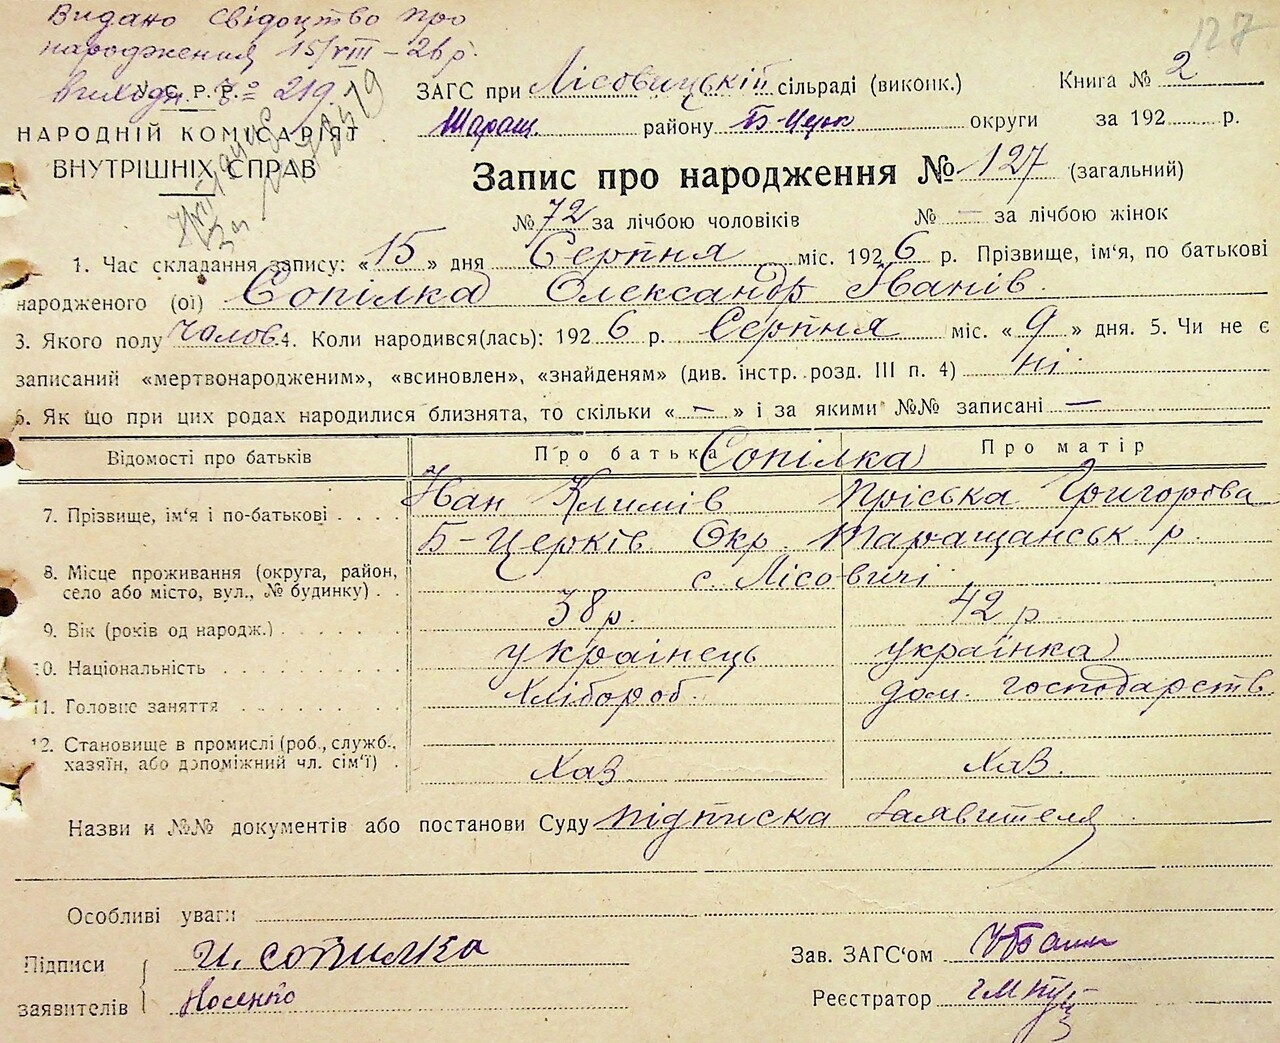 Видано свідоцтво про
народження 15/VIII – 26 р.
виходн. № 219.
127
У.С.Р.Р.
НАРОДНІЙ КОМІСАРІЯТ
ВНУТРІШНІХ СПРАВ
ЗАГС при Лісовицькій сільраді (виконк.) Книга № 2
Таращ. району Б-Церк округи за 192 р.
Запис про народження № 127 (загальний)
№ 72 за лічбою чоловіків № — за лічбою жінок
1. Час складання запису: «15» дня Серпня міс. 1926 р. Прізвище, ім'я, по батькові
народженого (ої) Сопілка Олександр Іванів.
3. Якого полу чолов. 4. Коли народився(лась): 1926 р. Серпня міс. «9» дня. 5. Чи не є
записаний «мертвонародженим», «всиновлен», «знайденям» (див. інстр. розд. III п. 4) ні.
6. Як що при цих родах народилися близнята, то скільки «—» і за якими №№ записані —
Відомості про батьків Про батька Сопілка Про матір
7. Прізвище, ім'я і по-батькові Іван Климів Пріська Григорова
Б-Церків Окр. Таращанськ р.
8. Місце проживання (округа, район, с. Лісовичі
село або місто, вул., № будинку)
9. Вік (років од народж.) 38 р. 42 р.
10. Національність українець українка
11. Головне заняття Хлібороб. дом. господарств
12. Становище в промислі (роб., служб.,
хазяїн, або допоміжний чл. сім'ї) Хаз. Хаз.
Назви и №№ документів або постанови Суду підписка заявителя
Особливі уваги
Підписи И. сопилка Зав. ЗАГС'ом
заявителів Носенко Реєстратор